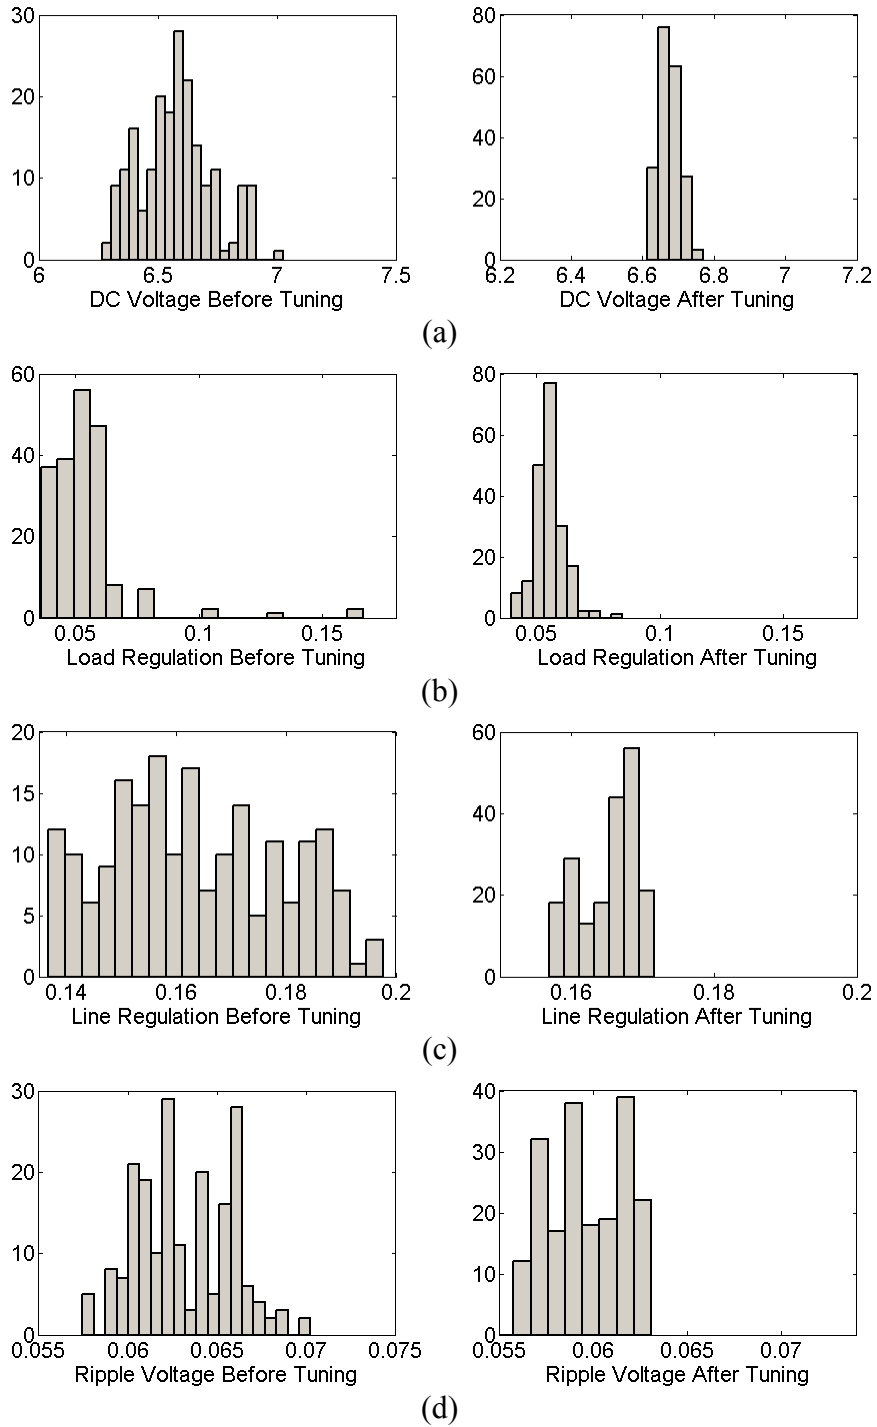 30
20
10
0
6 6.5 7 7.5
DC Voltage Before Tuning
80
60
40
20
0
6.2 6.4 6.6 6.8 7 7.2
DC Voltage After Tuning
(a)
60
40
20
0
0.05 0.1 0.15
Load Regulation Before Tuning
80
60
40
20
0
0.05 0.1 0.15
Load Regulation After Tuning
(b)
20
15
10
5
0
0.14 0.16 0.18 0.2
Line Regulation Before Tuning
60
40
20
0
0.16 0.18 0.2
Line Regulation After Tuning
(c)
30
20
10
0
0.055 0.06 0.065 0.07 0.075
Ripple Voltage Before Tuning
40
30
20
10
0
0.055 0.06 0.065 0.07
Ripple Voltage After Tuning
(d)